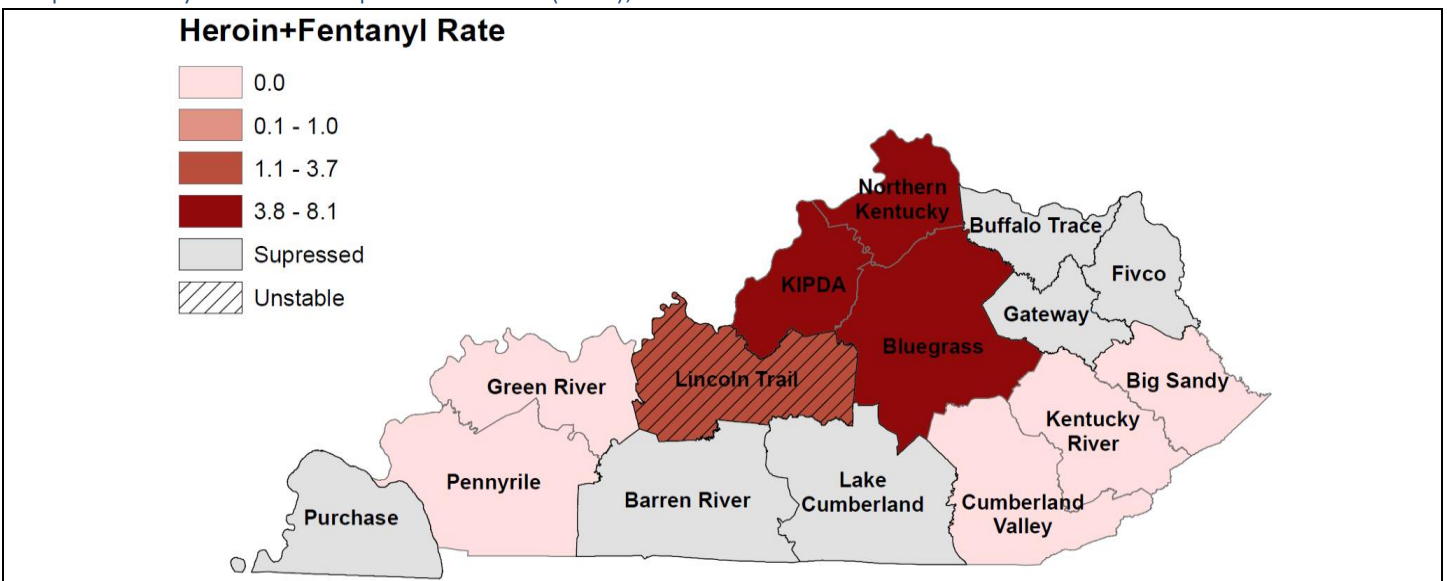 Heroin+Fentanyl Rate
0.0
0.1 - 1.0
1.1 - 3.7
3.8 - 8.1
Supressed
Unstable
Northern
Kentucky
Buffalo Trace
Fivco
KIPDA
Gateway
Bluegrass
Lincoln Trail
Green River
Big Sandy
Kentucky
River
Pennyrile
Barren River
Lake
Cumberland
Cumberland
Valley
Purchase